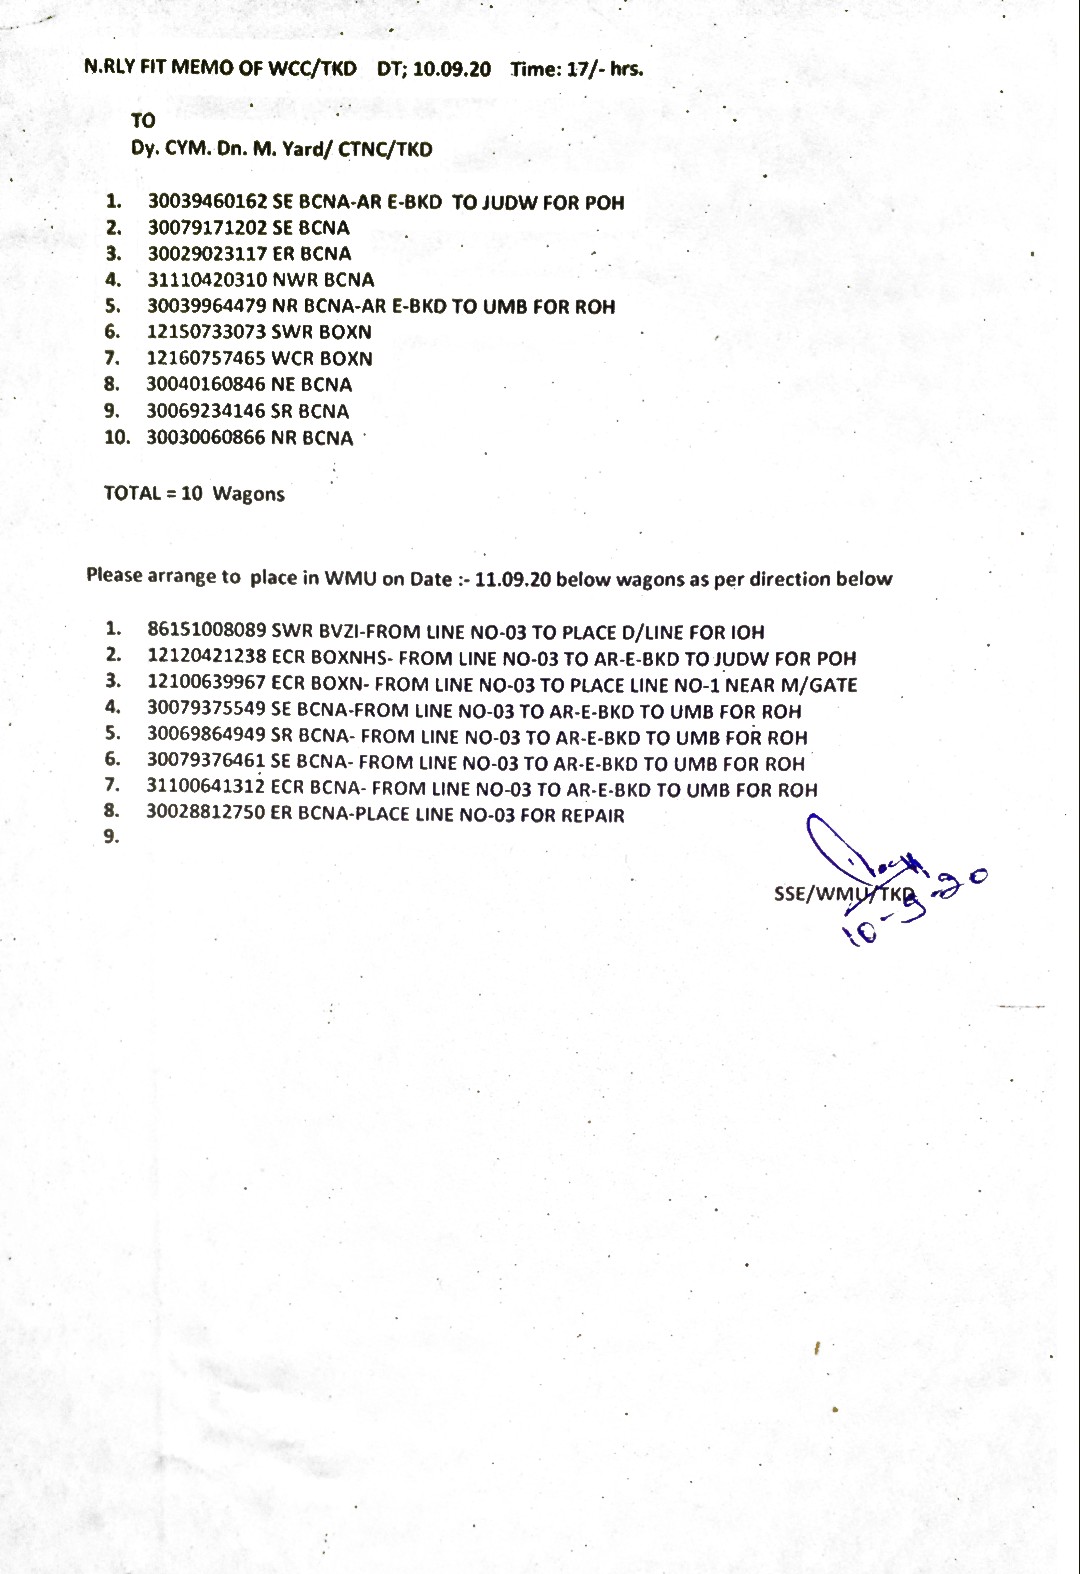 N.RLY FIT MEMO OF WCC/TKD DT; 10.09.20 Time: 17/- hrs.
TO
Dy. CYM. Dn. M. Yard/ CTNC/TKD
1. 30039460162 SE BCNA-AR E-BKD TO JUDW FOR POH
2. 30079171202 SE BCNA
3. 30029023117 ER BCNA
4. 31110420310 NWR BCNA
5. 30039964479 NR BCNA-AR E-BKD TO UMB FOR ROH
6. 12150733073 SWR BOXN
7. 12160757465 WCR BOXN
8. 30040160846 NE BCNA
9. 30069234146 SR BCNA
10. 30030060866 NR BCNA
TOTAL = 10 Wagons
Please arrange to place in WMU on Date :- 11.09.20 below wagons as per direction below
1. 86151008089 SWR BVZI-FROM LINE NO-03 TO PLACE D/LINE FOR IOH
2. 12120421238 ECR BOXNHS- FROM LINE NO-03 TO AR-E-BKD TO JUDW FOR POH
3. 12100639967 ECR BOXN- FROM LINE NO-03 TO PLACE LINE NO-1 NEAR M/GATE
4. 30079375549 SE BCNA-FROM LINE NO-03 TO AR-E-BKD TO UMB FOR ROH
5. 30069864949 SR BCNA- FROM LINE NO-03 TO AR-E-BKD TO UMB FOR ROH
6. 30079376461 SE BCNA- FROM LINE NO-03 TO AR-E-BKD TO UMB FOR ROH
7. 31100641312 ECR BCNA- FROM LINE NO-03 TO AR-E-BKD TO UMB FOR ROH
8. 30028812750 ER BCNA-PLACE LINE NO-03 FOR REPAIR
9.
SSE/WMU/TKD
10-9-20